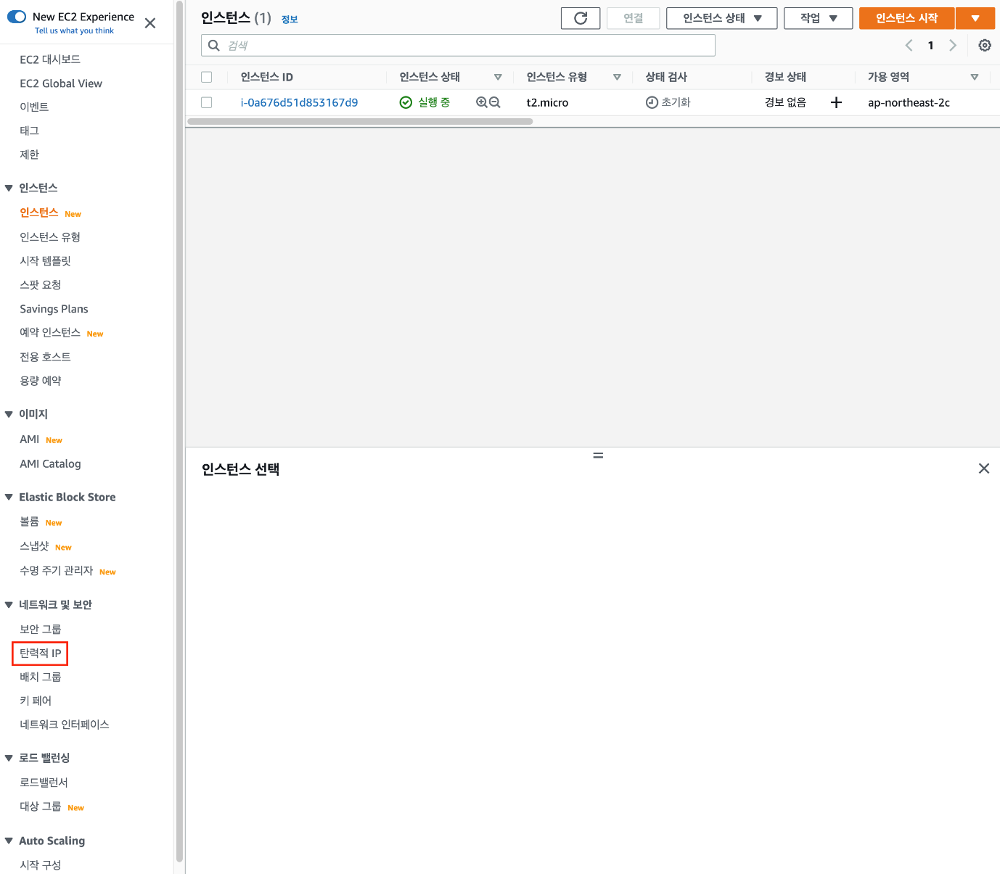 New EC2 Experience
Tell us what you think
EC2 대시보드
EC2 Global View
이벤트
태그
제한
인스턴스
인스턴스 New
인스턴스 유형
시작 템플릿
스팟 요청
Savings Plans
예약 인스턴스 New
전용 호스트
용량 예약
이미지
AMI New
AMI Catalog
Elastic Block Store
볼륨 New
스냅샷 New
수명 주기 관리자 New
네트워크 및 보안
보안 그룹
탄력적 IP
배치 그룹
키 페어
네트워크 인터페이스
로드 밸런싱
로드밸런서
대상 그룹 New
Auto Scaling
시작 구성
인스턴스 (1) 정보 연결 인스턴스 상태 작업 인스턴스 시작
검색 1
인스턴스 ID 인스턴스 상태 인스턴스 유형 상태 검사 경보 상태 가용 영역
i-0a676d51d853167d9 실행 중 t2.micro 초기화 경보 없음 + ap-northeast-2c
인스턴스 선택